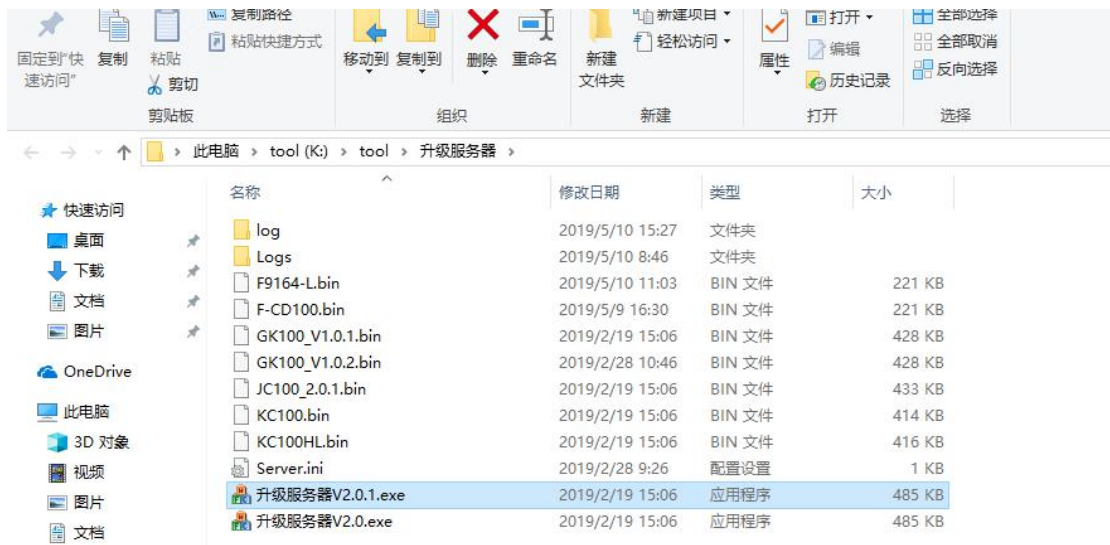 复制路径
粘贴快捷方式
固定到"快
速访问"
复制
粘贴
剪切
剪贴板
移动到
复制到
删除
重命名
组织
新建项目
轻松访问
新建
文件夹
新建
属性
打开
编辑
历史记录
打开
全部选择
全部取消
反向选择
选择
此电脑 › tool (K:) › tool › 升级服务器 ›
名称 修改日期 类型 大小
快速访问
桌面
下载
文档
图片
OneDrive
此电脑
3D 对象
视频
图片
文档
log 2019/5/10 15:27 文件夹
Logs 2019/5/10 8:46 文件夹
F9164-L.bin 2019/5/10 11:03 BIN 文件 221 KB
F-CD100.bin 2019/5/9 16:30 BIN 文件 221 KB
GK100_V1.0.1.bin 2019/2/19 15:06 BIN 文件 428 KB
GK100_V1.0.2.bin 2019/2/28 10:46 BIN 文件 428 KB
JC100_2.0.1.bin 2019/2/19 15:06 BIN 文件 433 KB
KC100.bin 2019/2/19 15:06 BIN 文件 414 KB
KC100HL.bin 2019/2/19 15:06 BIN 文件 416 KB
Server.ini 2019/2/28 9:26 配置设置 1 KB
升级服务器V2.0.1.exe 2019/2/19 15:06 应用程序 485 KB
升级服务器V2.0.exe 2019/2/19 15:06 应用程序 485 KB